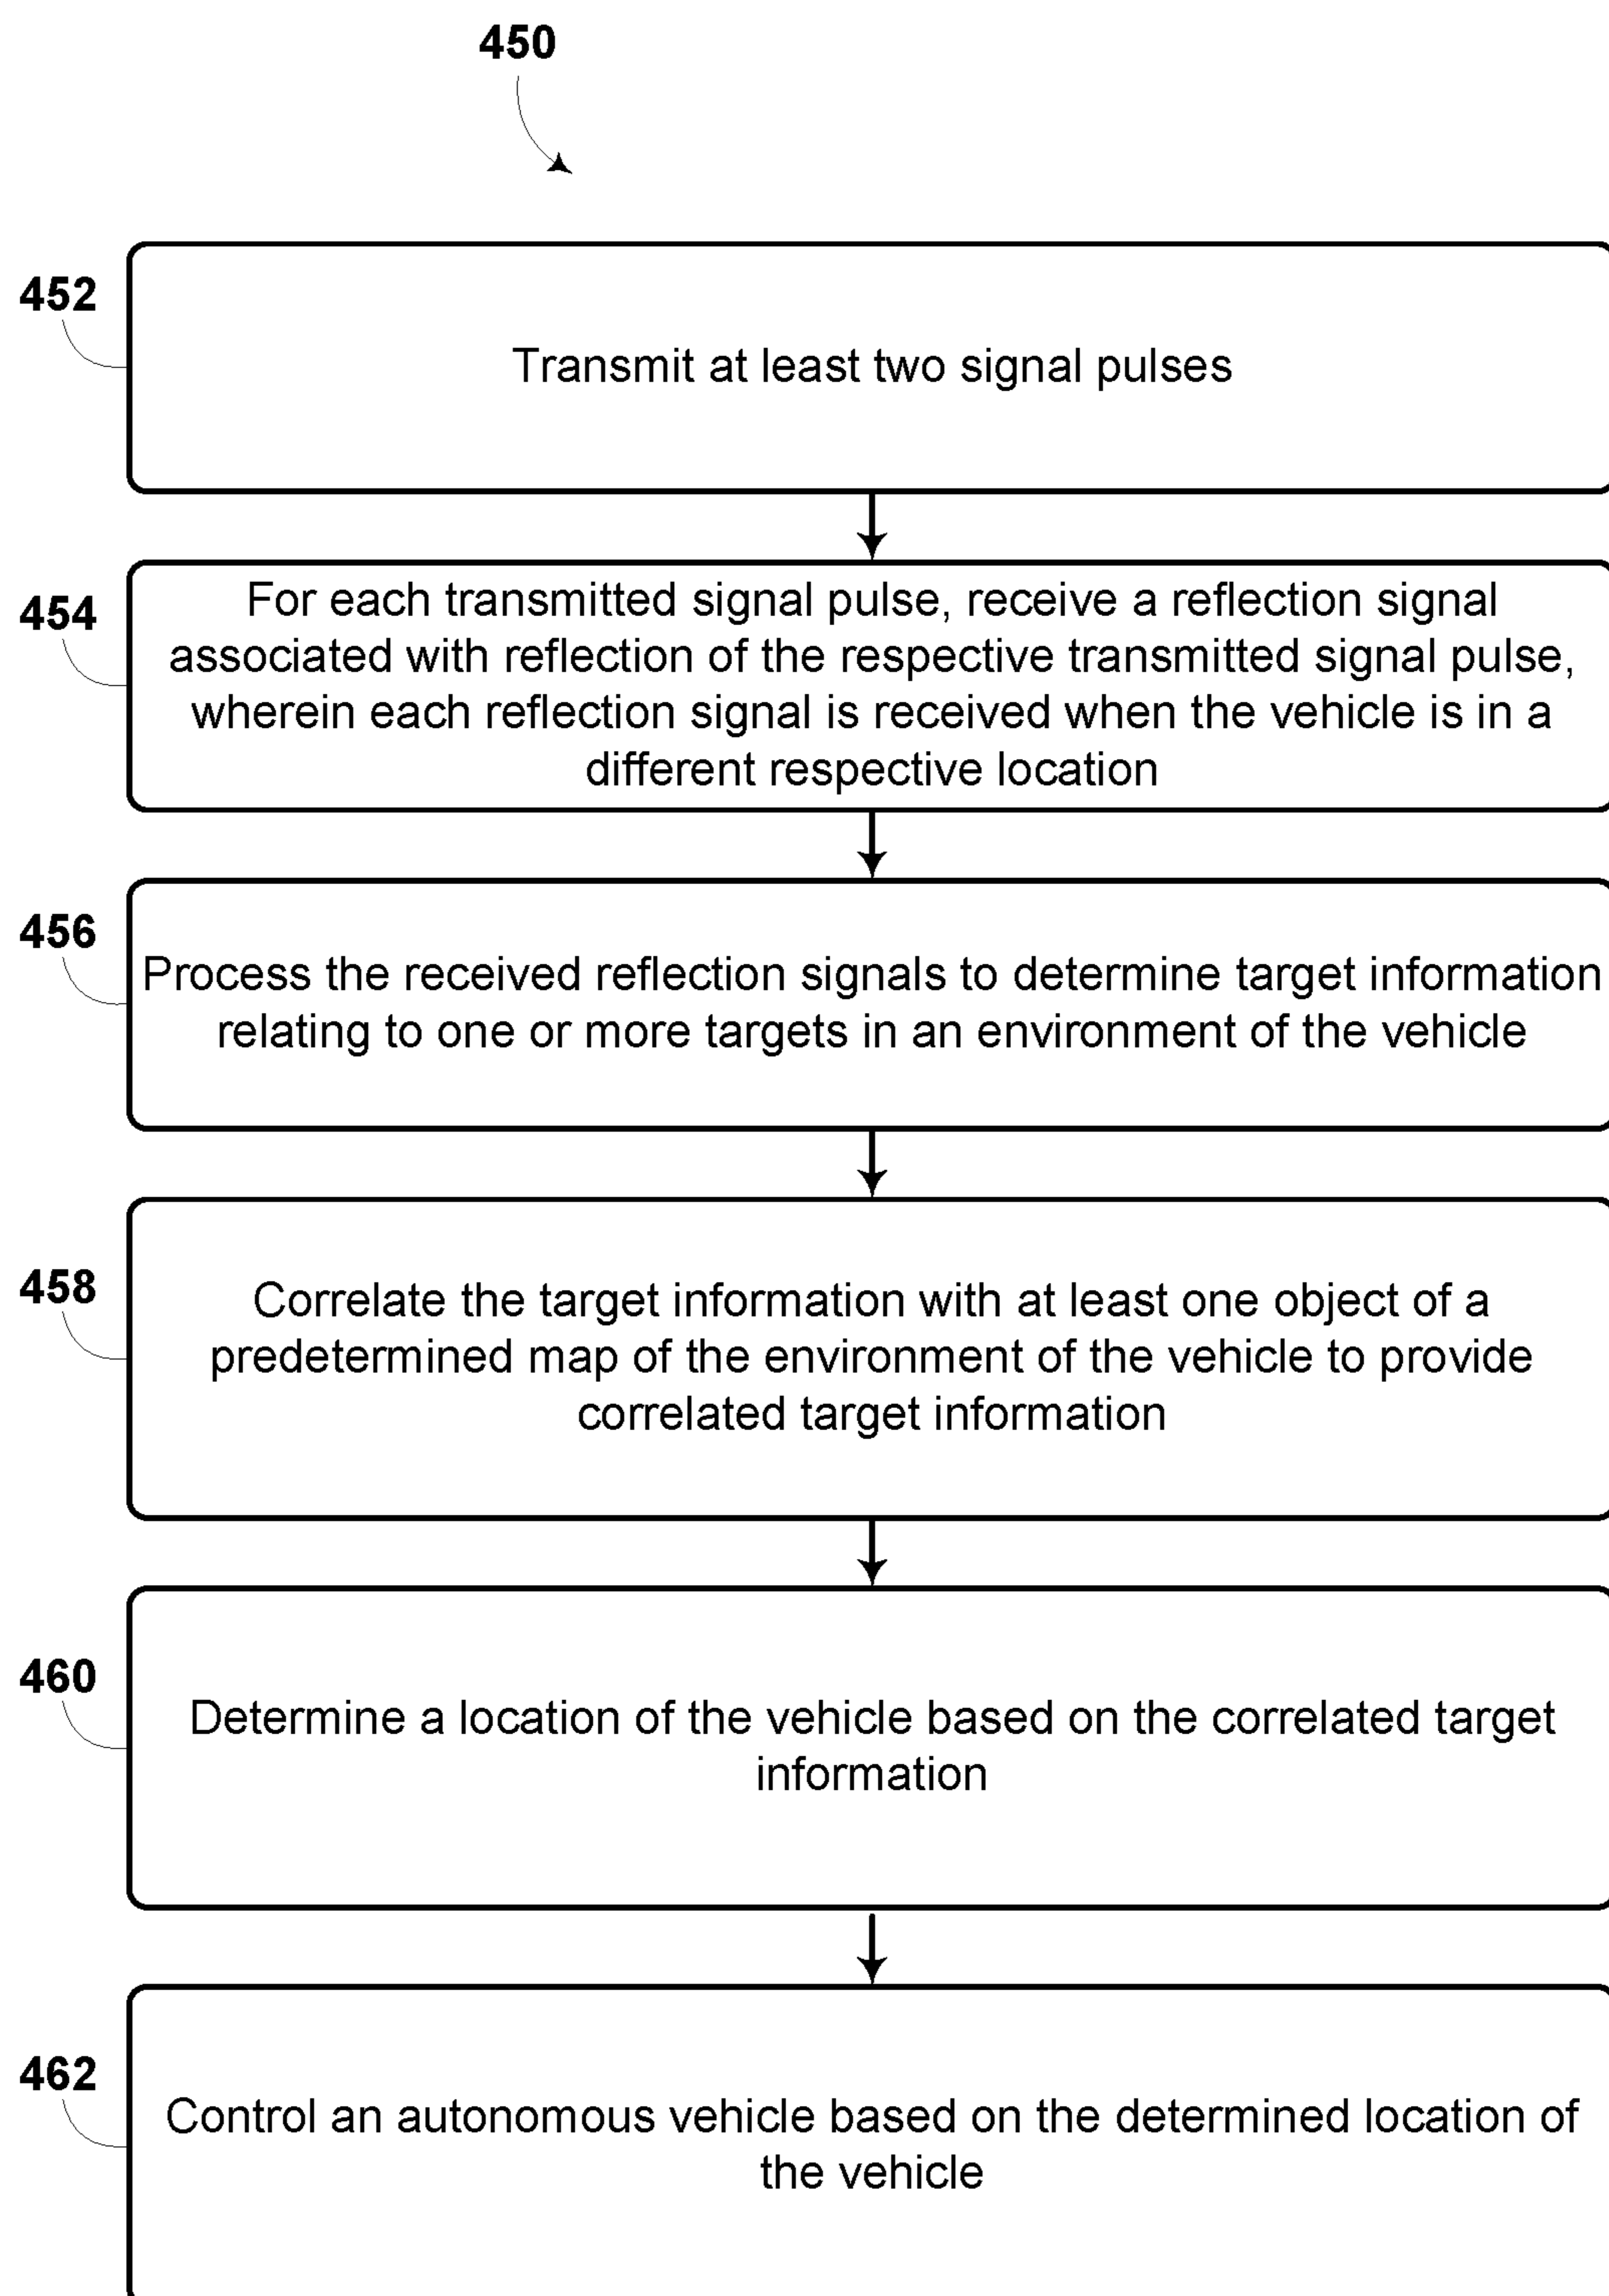 450
452
Transmit at least two signal pulses
454
For each transmitted signal pulse, receive a reflection signal
associated with reflection of the respective transmitted signal pulse,
wherein each reflection signal is received when the vehicle is in a
different respective location
456
Process the received reflection signals to determine target information
relating to one or more targets in an environment of the vehicle
458
Correlate the target information with at least one object of a
predetermined map of the environment of the vehicle to provide
correlated target information
460
Determine a location of the vehicle based on the correlated target
information
462
Control an autonomous vehicle based on the determined location of
the vehicle